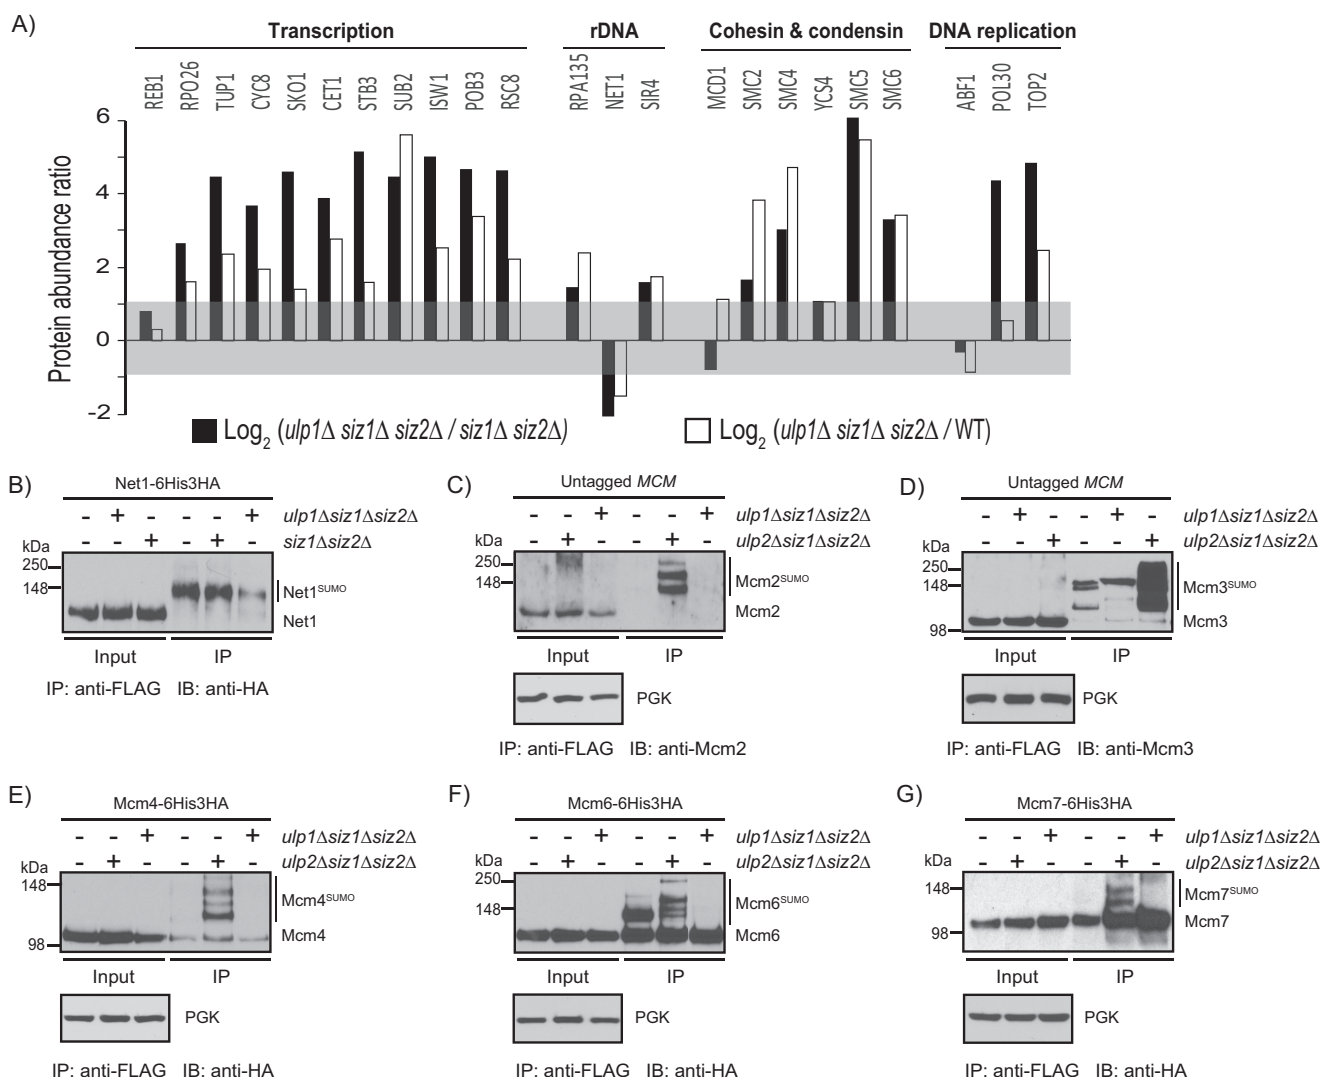 A)
Transcription rDNA Cohesin & condensin DNA replication
REB1 RPO26 TUP1 CYC8 SKO1 CET1 STB3 SUB2 ISW1 POB3 RSC8 RPA135 NET1 SIR4 MCD1 SMC2 SMC4 YCS4 SMC5 SMC6 ABF1 POL30 TOP2
Protein abundance ratio
6
4
2
0
-2
Log2 (ulp1Δ siz1Δ siz2Δ / siz1Δ siz2Δ) Log2 (ulp1Δ siz1Δ siz2Δ / WT)
B)
Net1-6His3HA
- + - - - + ulp1Δsiz1Δsiz2Δ
- - + - + - siz1Δsiz2Δ
kDa
250
148
Net1SUMO
Net1
Input IP
IP: anti-FLAG IB: anti-HA
C)
Untagged MCM
- - + - - + ulp1Δsiz1Δsiz2Δ
- + - - + - ulp2Δsiz1Δsiz2Δ
kDa
250
148
Mcm2SUMO
Mcm2
Input IP
PGK
IP: anti-FLAG IB: anti-Mcm2
D)
Untagged MCM
- + - - + - ulp1Δsiz1Δsiz2Δ
- - + - - + ulp2Δsiz1Δsiz2Δ
kDa
250
148
98
Mcm3SUMO
Mcm3
Input IP
PGK
IP: anti-FLAG IB: anti-Mcm3
E)
Mcm4-6His3HA
- - + - - + ulp1Δsiz1Δsiz2Δ
- + - - + - ulp2Δsiz1Δsiz2Δ
kDa
148
98
Mcm4SUMO
Mcm4
Input IP
PGK
IP: anti-FLAG IB: anti-HA
F)
Mcm6-6His3HA
- - + - - + ulp1Δsiz1Δsiz2Δ
- + - - + - ulp2Δsiz1Δsiz2Δ
kDa
250
148
Mcm6SUMO
Mcm6
Input IP
PGK
IP: anti-FLAG IB: anti-HA
G)
Mcm7-6His3HA
- - + - - + ulp1Δsiz1Δsiz2Δ
- + - - + - ulp2Δsiz1Δsiz2Δ
kDa
148
98
Mcm7SUMO
Mcm7
Input IP
PGK
IP: anti-FLAG IB: anti-HA